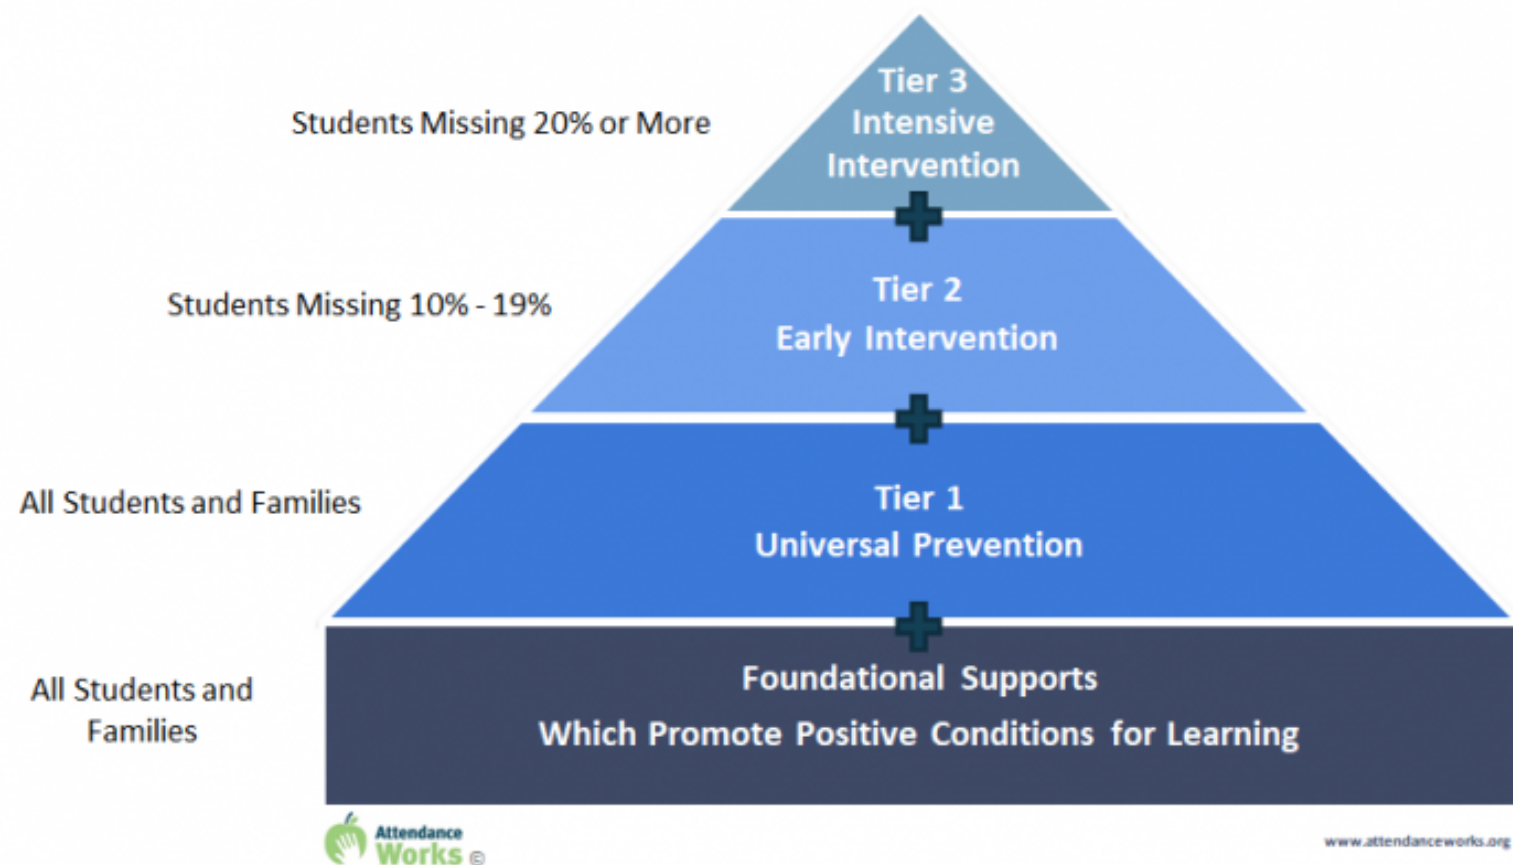 Tier 3
Intensive
Intervention
Students Missing 20% or More
Tier 2
Early Intervention
Students Missing 10% - 19%
Tier 1
Universal Prevention
All Students and Families
Foundational Supports
Which Promote Positive Conditions for Learning
All Students and
Families
Attendance
Works ©
www.attendanceworks.org